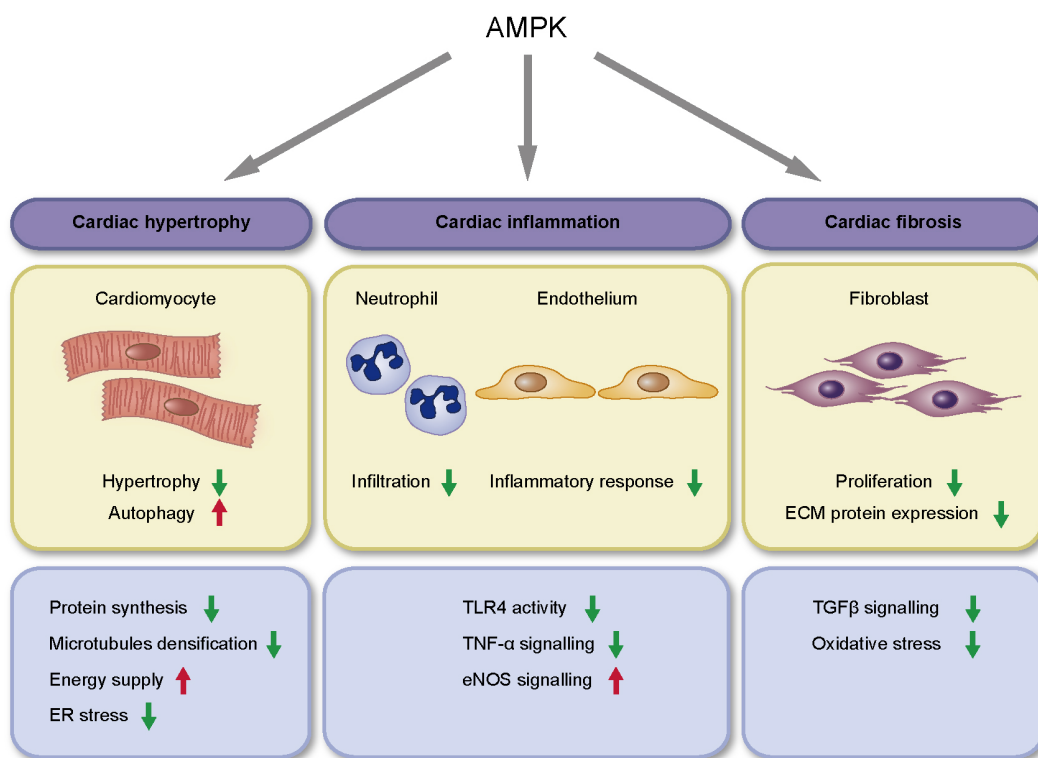 AMPK
Cardiac hypertrophy
Cardiomyocyte
Hypertrophy
Autophagy
Protein synthesis
Microtubules densification
Energy supply
ER stress
Cardiac inflammation
Neutrophil
Endothelium
Infiltration
Inflammatory response
TLR4 activity
TNF-α signalling
eNOS signalling
Cardiac fibrosis
Fibroblast
Proliferation
ECM protein expression
TGFβ signalling
Oxidative stress